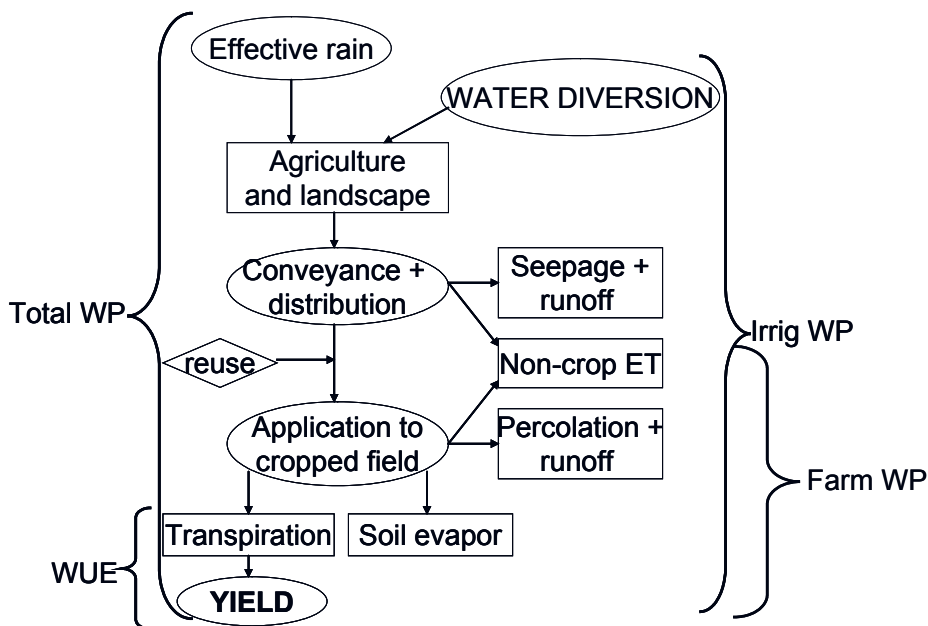 Effective rain
WATER DIVERSION
Agriculture
and landscape
Conveyance +
distribution
Seepage +
runoff
Total WP
Irrig WP
reuse
Non-crop ET
Application to
cropped field
Percolation +
runoff
Farm WP
Transpiration
Soil evapor
WUE
YIELD